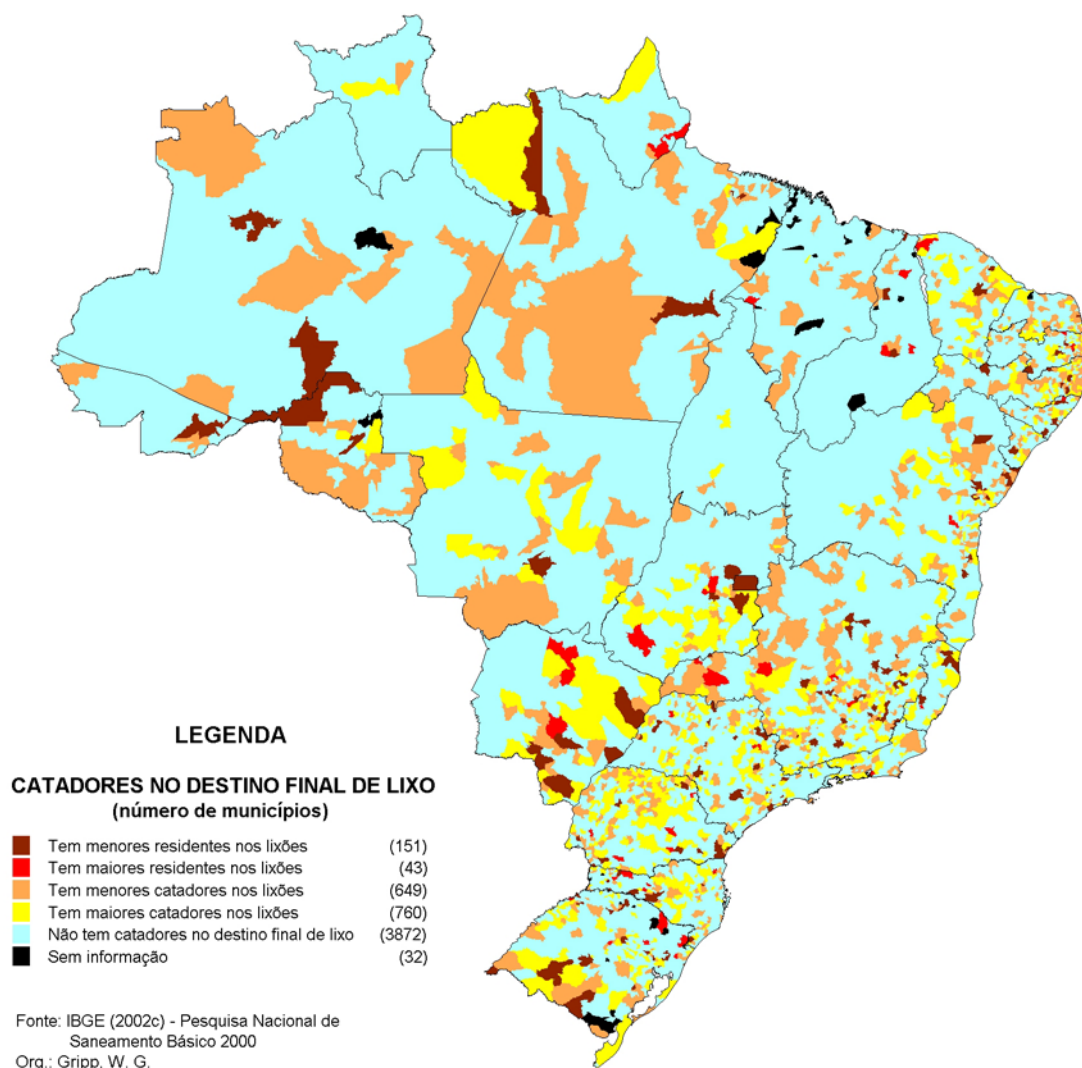 LEGENDA
CATADORES NO DESTINO FINAL DE LIXO
(número de municípios)
Tem menores residentes nos lixões (151)
Tem maiores residentes nos lixões (43)
Tem menores catadores nos lixões (649)
Tem maiores catadores nos lixões (760)
Não tem catadores no destino final de lixo (3872)
Sem informação (32)
Fonte: IBGE (2002c) - Pesquisa Nacional de
Saneamento Básico 2000
Org.: Gripp, W. G.